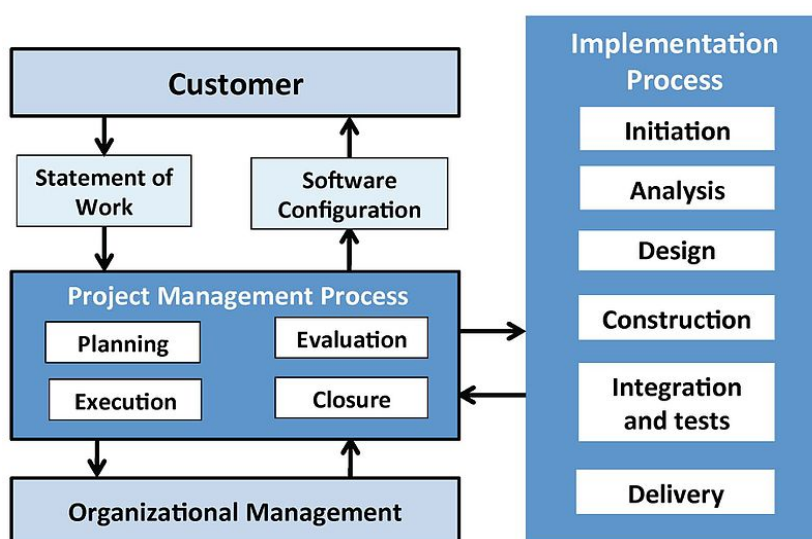 Customer
Statement of
Work
Software
Configuration
Project Management Process
Planning
Evaluation
Execution
Closure
Organizational Management
Implementation
Process
Initiation
Analysis
Design
Construction
Integration
and tests
Delivery